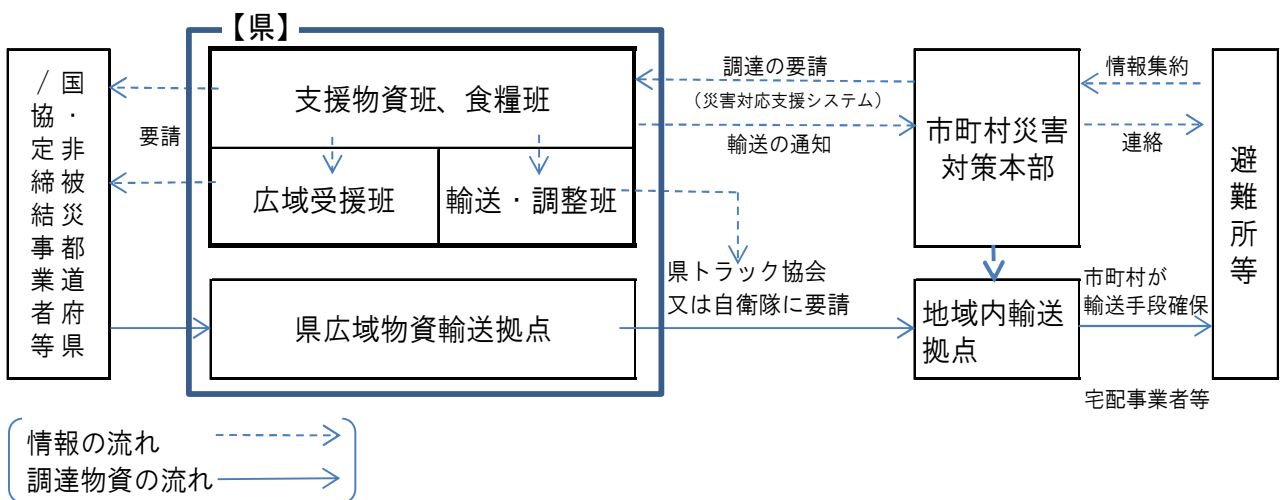 【県】
国・非被災都道府県
/協定締結事業者等
要請
支援物資班、食糧班
広域受援班
輸送・調整班
県広域物資輸送拠点
調達の要請
（災害対応支援システム）
輸送の通知
県トラック協会
又は自衛隊に要請
市町村災害
対策本部
地域内輸送
拠点
情報集約
連絡
市町村が
輸送手段確保
宅配事業者等
避難所等
情報の流れ
調達物資の流れ